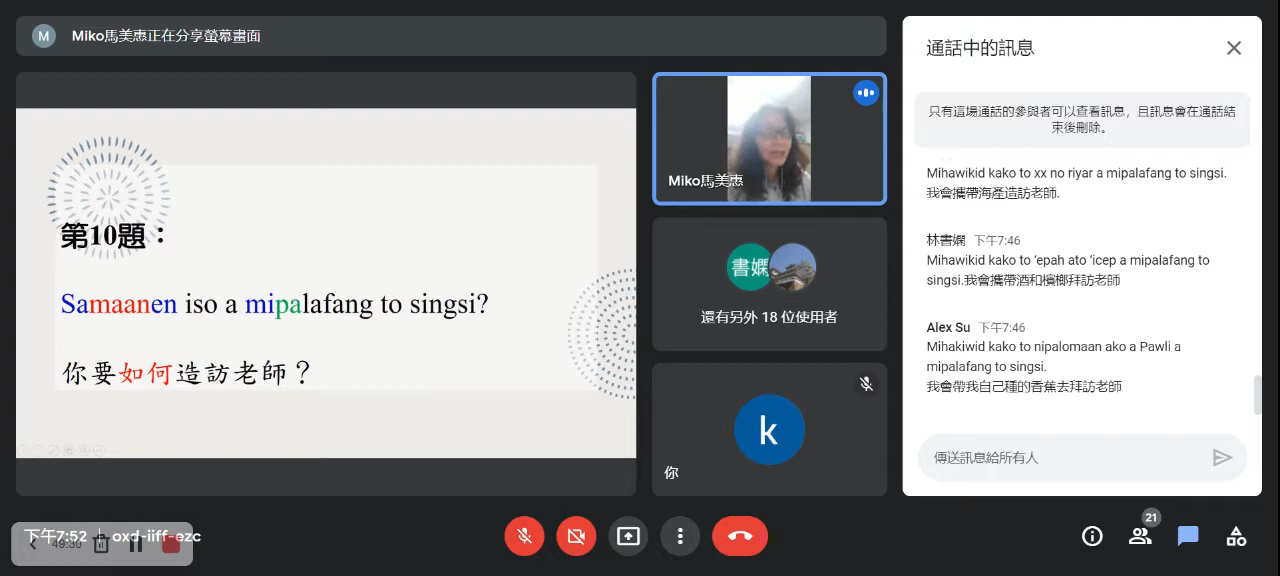 M Miko馬美惠正在分享螢幕畫面
第10題：
Samaanen iso a mipalafang to singsi?
你要如何造訪老師？
Miko馬美惠
書嫻
還有另外 18 位使用者
k
你
通話中的訊息
只有這場通話的參與者可以查看訊息，且訊息會在通話結
束後刪除。
Mihawikid kako to xx no riyar a mipalafang to singsi.
我會攜帶海產造訪老師.
林書嫻 下午7:46
Mihawikid kako to ‘epah ato ‘icep a mipalafang to
singsi.我會攜帶酒和檳榔拜訪老師
Alex Su 下午7:46
Mihakiwid kako to nipalomaan ako a Pawli a
mipalafang to singsi.
我會帶我自己種的香蕉去拜訪老師
傳送訊息給所有人
下午7:52 | oxd-iiff-ezc
49:30
21